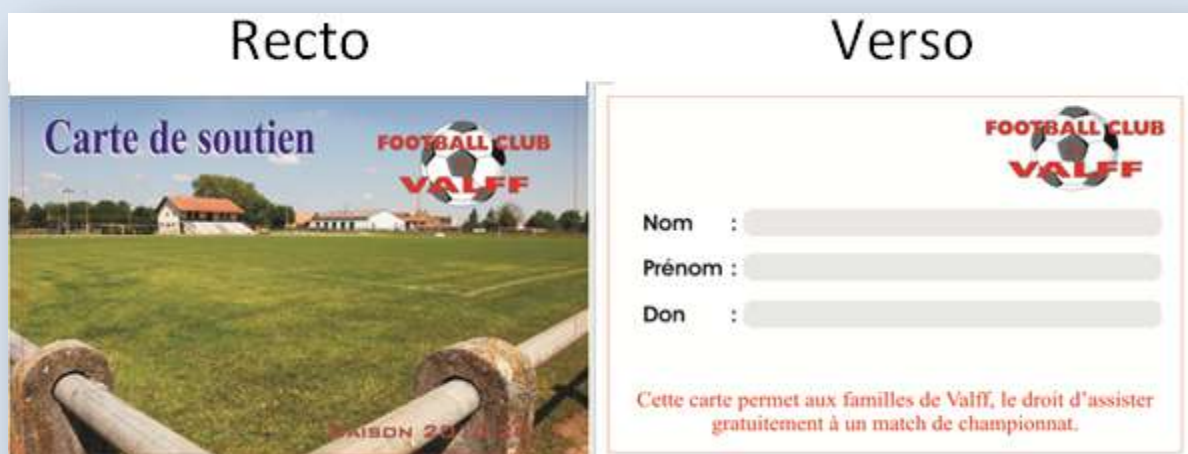 Recto
Verso
Carte de soutien
FOOTBALL CLUB
VALFF
SAISON
FOOTBALL CLUB
VALFF
Nom :
Prénom :
Don :
Cette carte permet aux familles de Valff, le droit d’assister
gratuitement à un match de championnat.